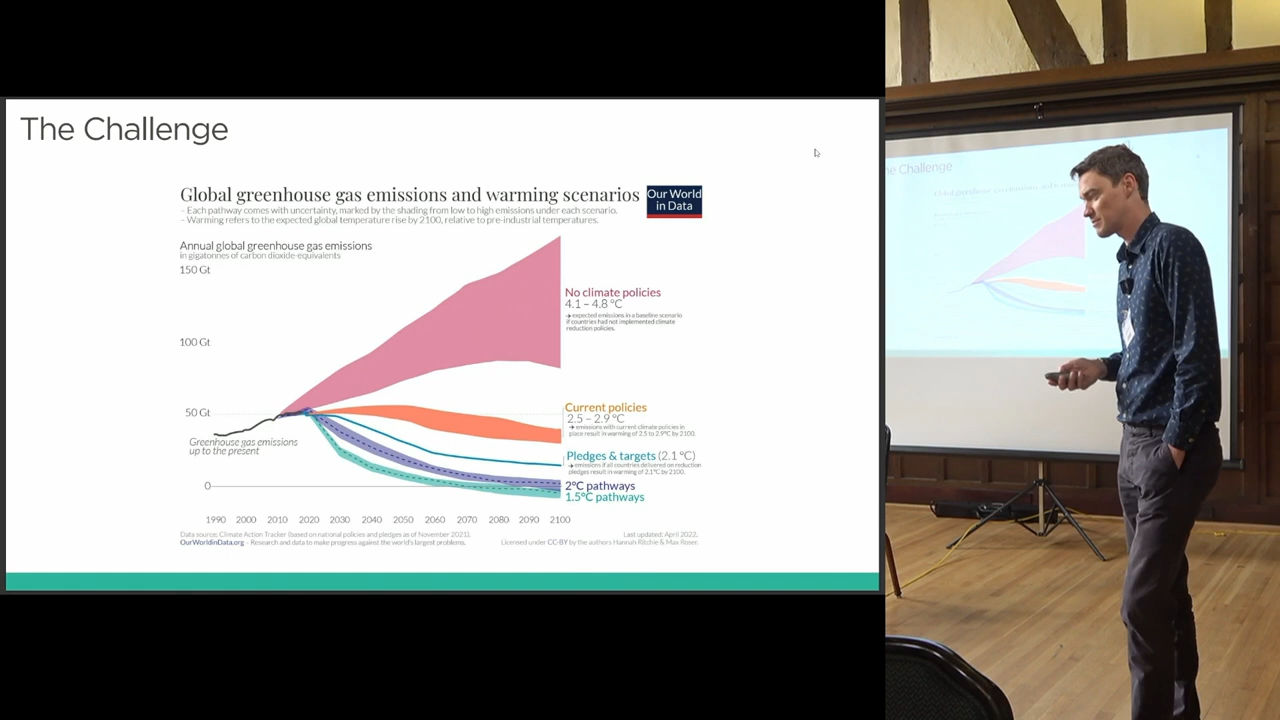 The Challenge
Global greenhouse gas emissions and warming scenarios
Our World
in Data
– Each pathway comes with uncertainty, marked by the shading from low to high emissions under each scenario.
– Warming refers to the expected global temperature rise by 2100, relative to pre-industrial temperatures.
Annual global greenhouse gas emissions
in gigatonnes of carbon dioxide-equivalents
150 Gt
No climate policies
4.1 – 4.8 °C
→ expected emissions in a baseline scenario
if countries had not implemented climate
reduction policies.
100 Gt
Current policies
2.5 – 2.9 °C
→ emissions with current climate policies in
place result in warming of 2.5 to 2.9°C by 2100.
50 Gt
Greenhouse gas emissions
up to the present
Pledges & targets (2.1 °C)
→ emissions if all countries delivered on reduction
pledges result in warming of 2.1°C by 2100.
2°C pathways
1.5°C pathways
0
1990 2000 2010 2020 2030 2040 2050 2060 2070 2080 2090 2100
Data source: Climate Action Tracker (based on national policies and pledges as of November 2021).
OurWorldinData.org – Research and data to make progress against the world's largest problems.
Last updated: April 2022.
Licensed under CC-BY by the authors Hannah Ritchie & Max Roser.
he Challenge